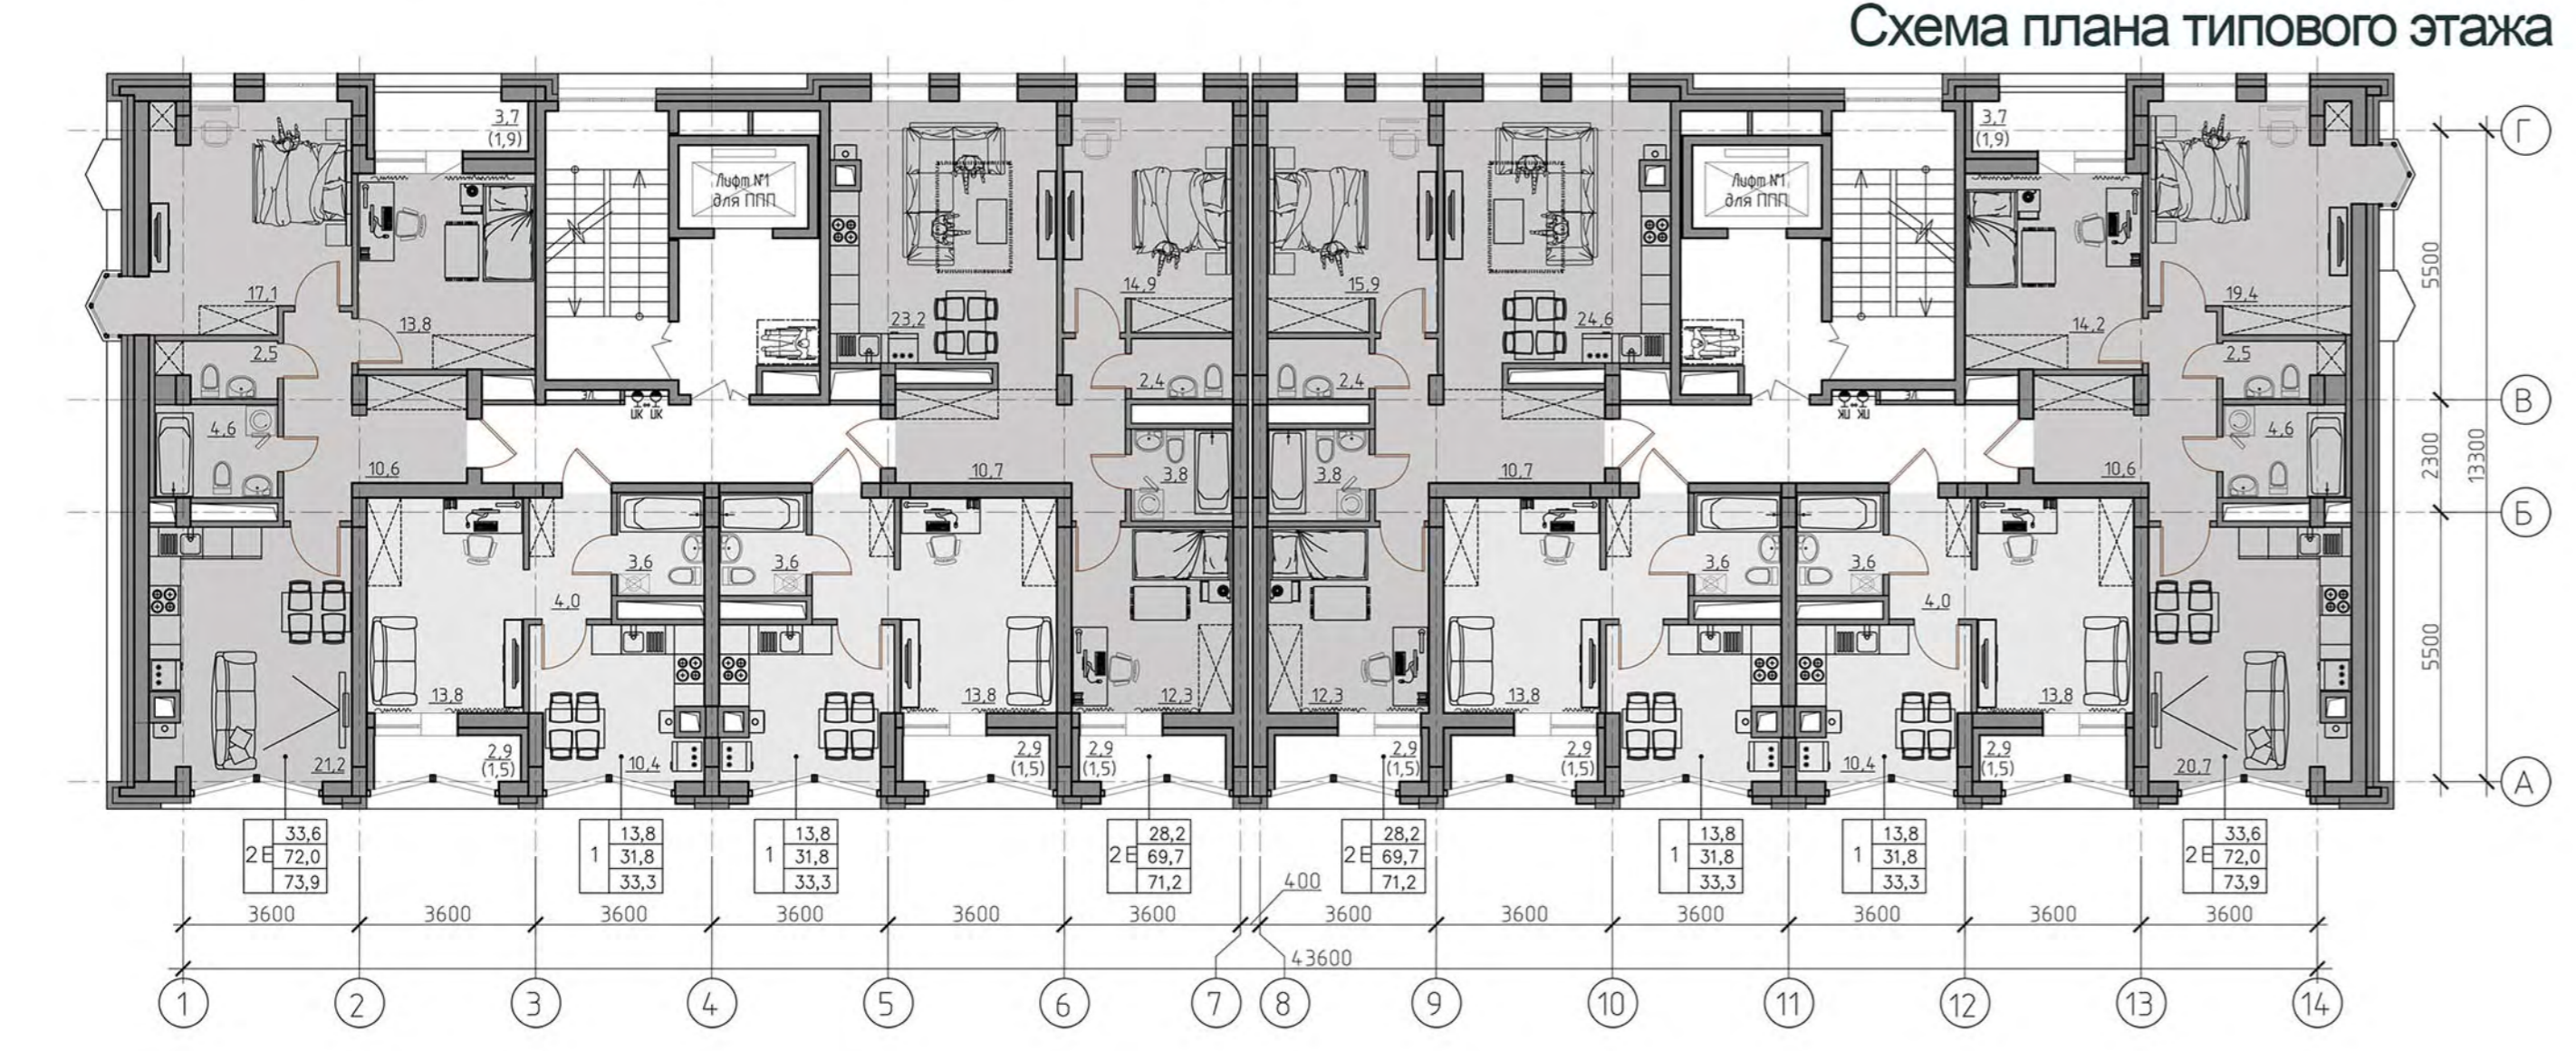 Схема плана типового этажа
3,7
(1,9)
Лифт №1
для ППП
17,1
13,8
2,5
4,6
10,6
ЭЛ.
ПК ПК
23,2
14,9
2,4
10,7
3,8
15,9
24,6
2,4
3,8
10,7
Лифт №1
для ППП
3,7
(1,9)
19,4
14,2
2,5
4,6
10,6
ЭЛ.
ПК ПК
Г
В
Б
А
5500
2300
5500
13300
3,6
4,0
13,8
21,2
2,9
(1,5)
10,4
3,6
13,8
2,9
(1,5)
2,9
(1,5)
12,3
12,3
2,9
(1,5)
13,8
2,9
(1,5)
3,6
3,6
4,0
10,4
13,8
2,9
(1,5)
20,7
2Е 33,6 72,0 73,9
1 13,8 31,8 33,3
1 13,8 31,8 33,3
2Е 28,2 69,7 71,2
2Е 28,2 69,7 71,2
1 13,8 31,8 33,3
1 13,8 31,8 33,3
2Е 33,6 72,0 73,9
400
3600 3600 3600 3600 3600 3600 3600 3600 3600 3600 3600 3600
43600
1 2 3 4 5 6 7 8 9 10 11 12 13 14